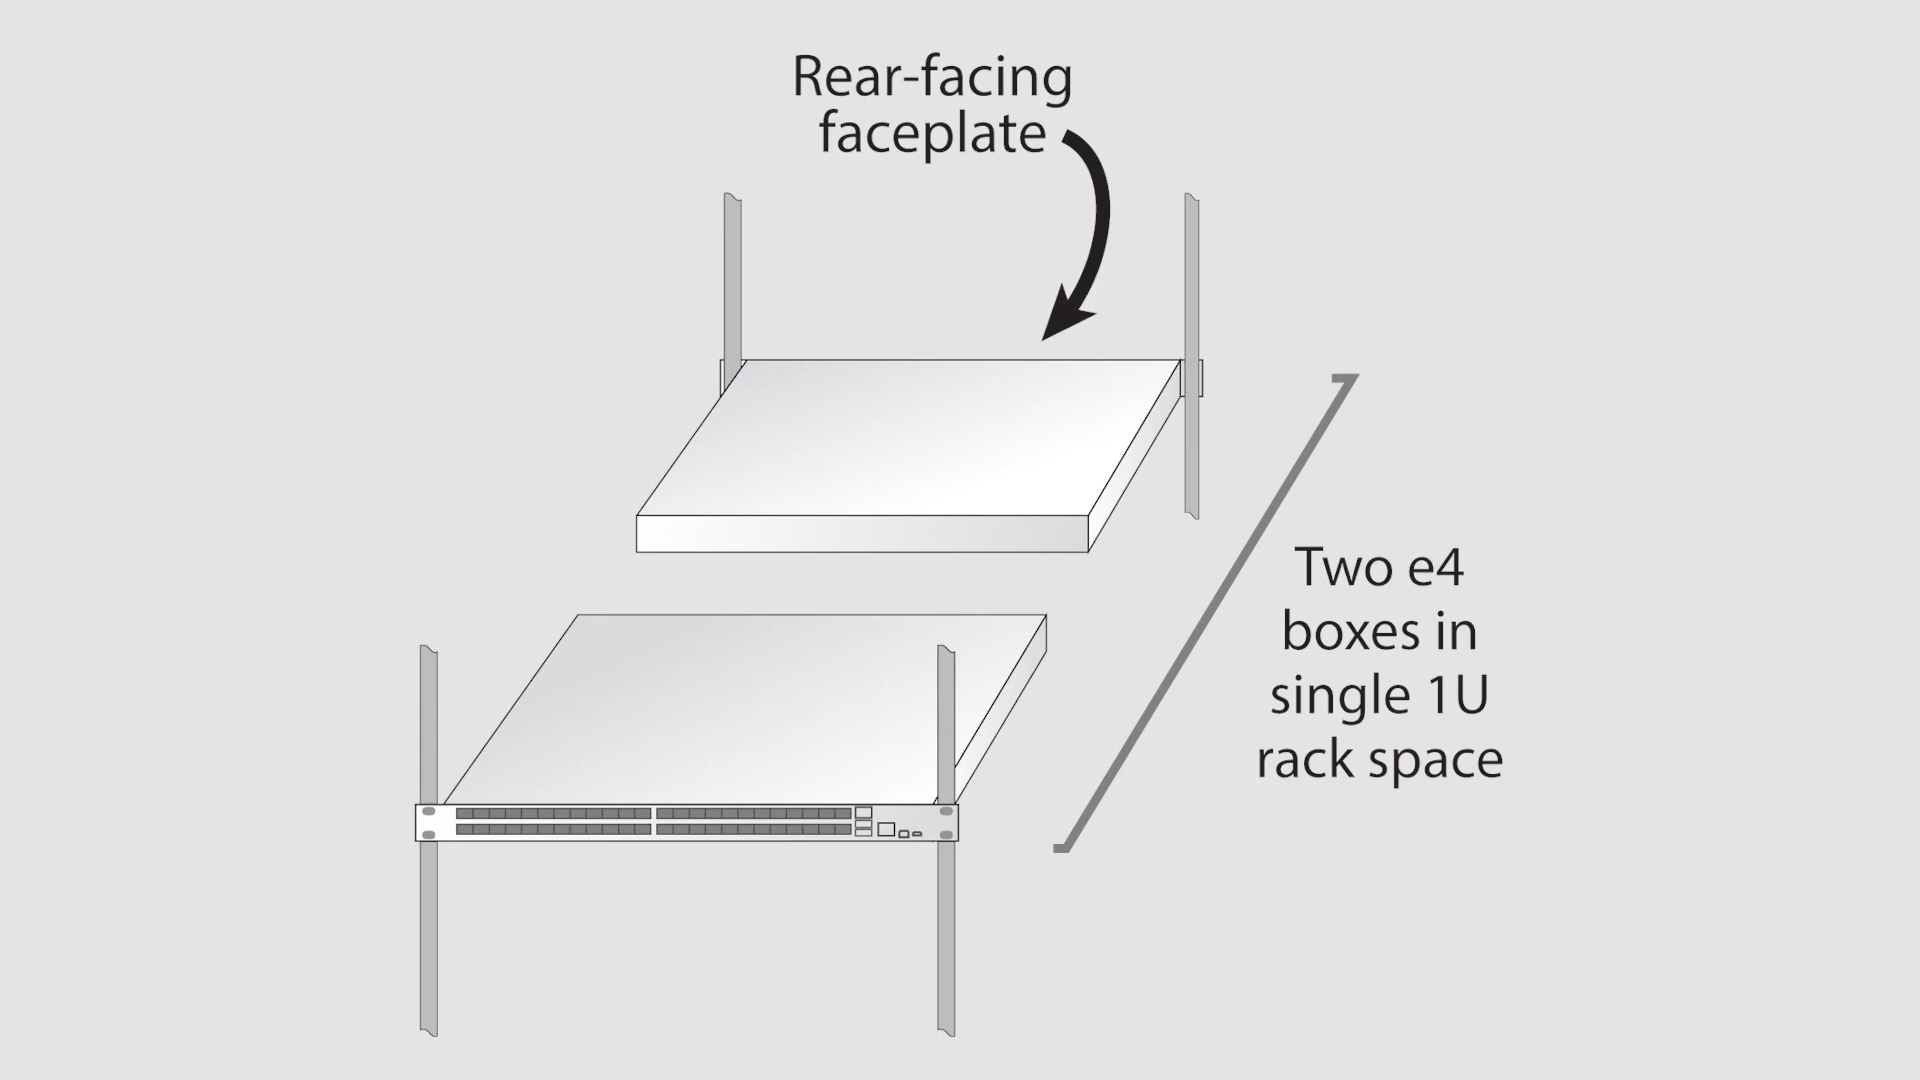 Rear-facing
faceplate
Two e4
boxes in
single 1U
rack space